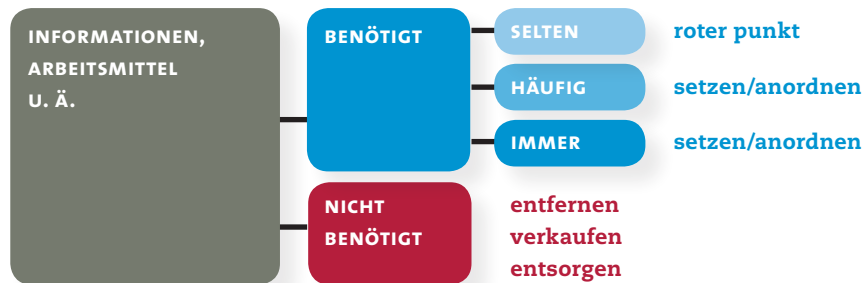 INFORMATIONEN,
ARBEITSMITTEL
U. Ä.
BENÖTIGT
SELTEN
roter punkt
HÄUFIG
setzen/anordnen
IMMER
setzen/anordnen
NICHT
BENÖTIGT
entfernen
verkaufen
entsorgen